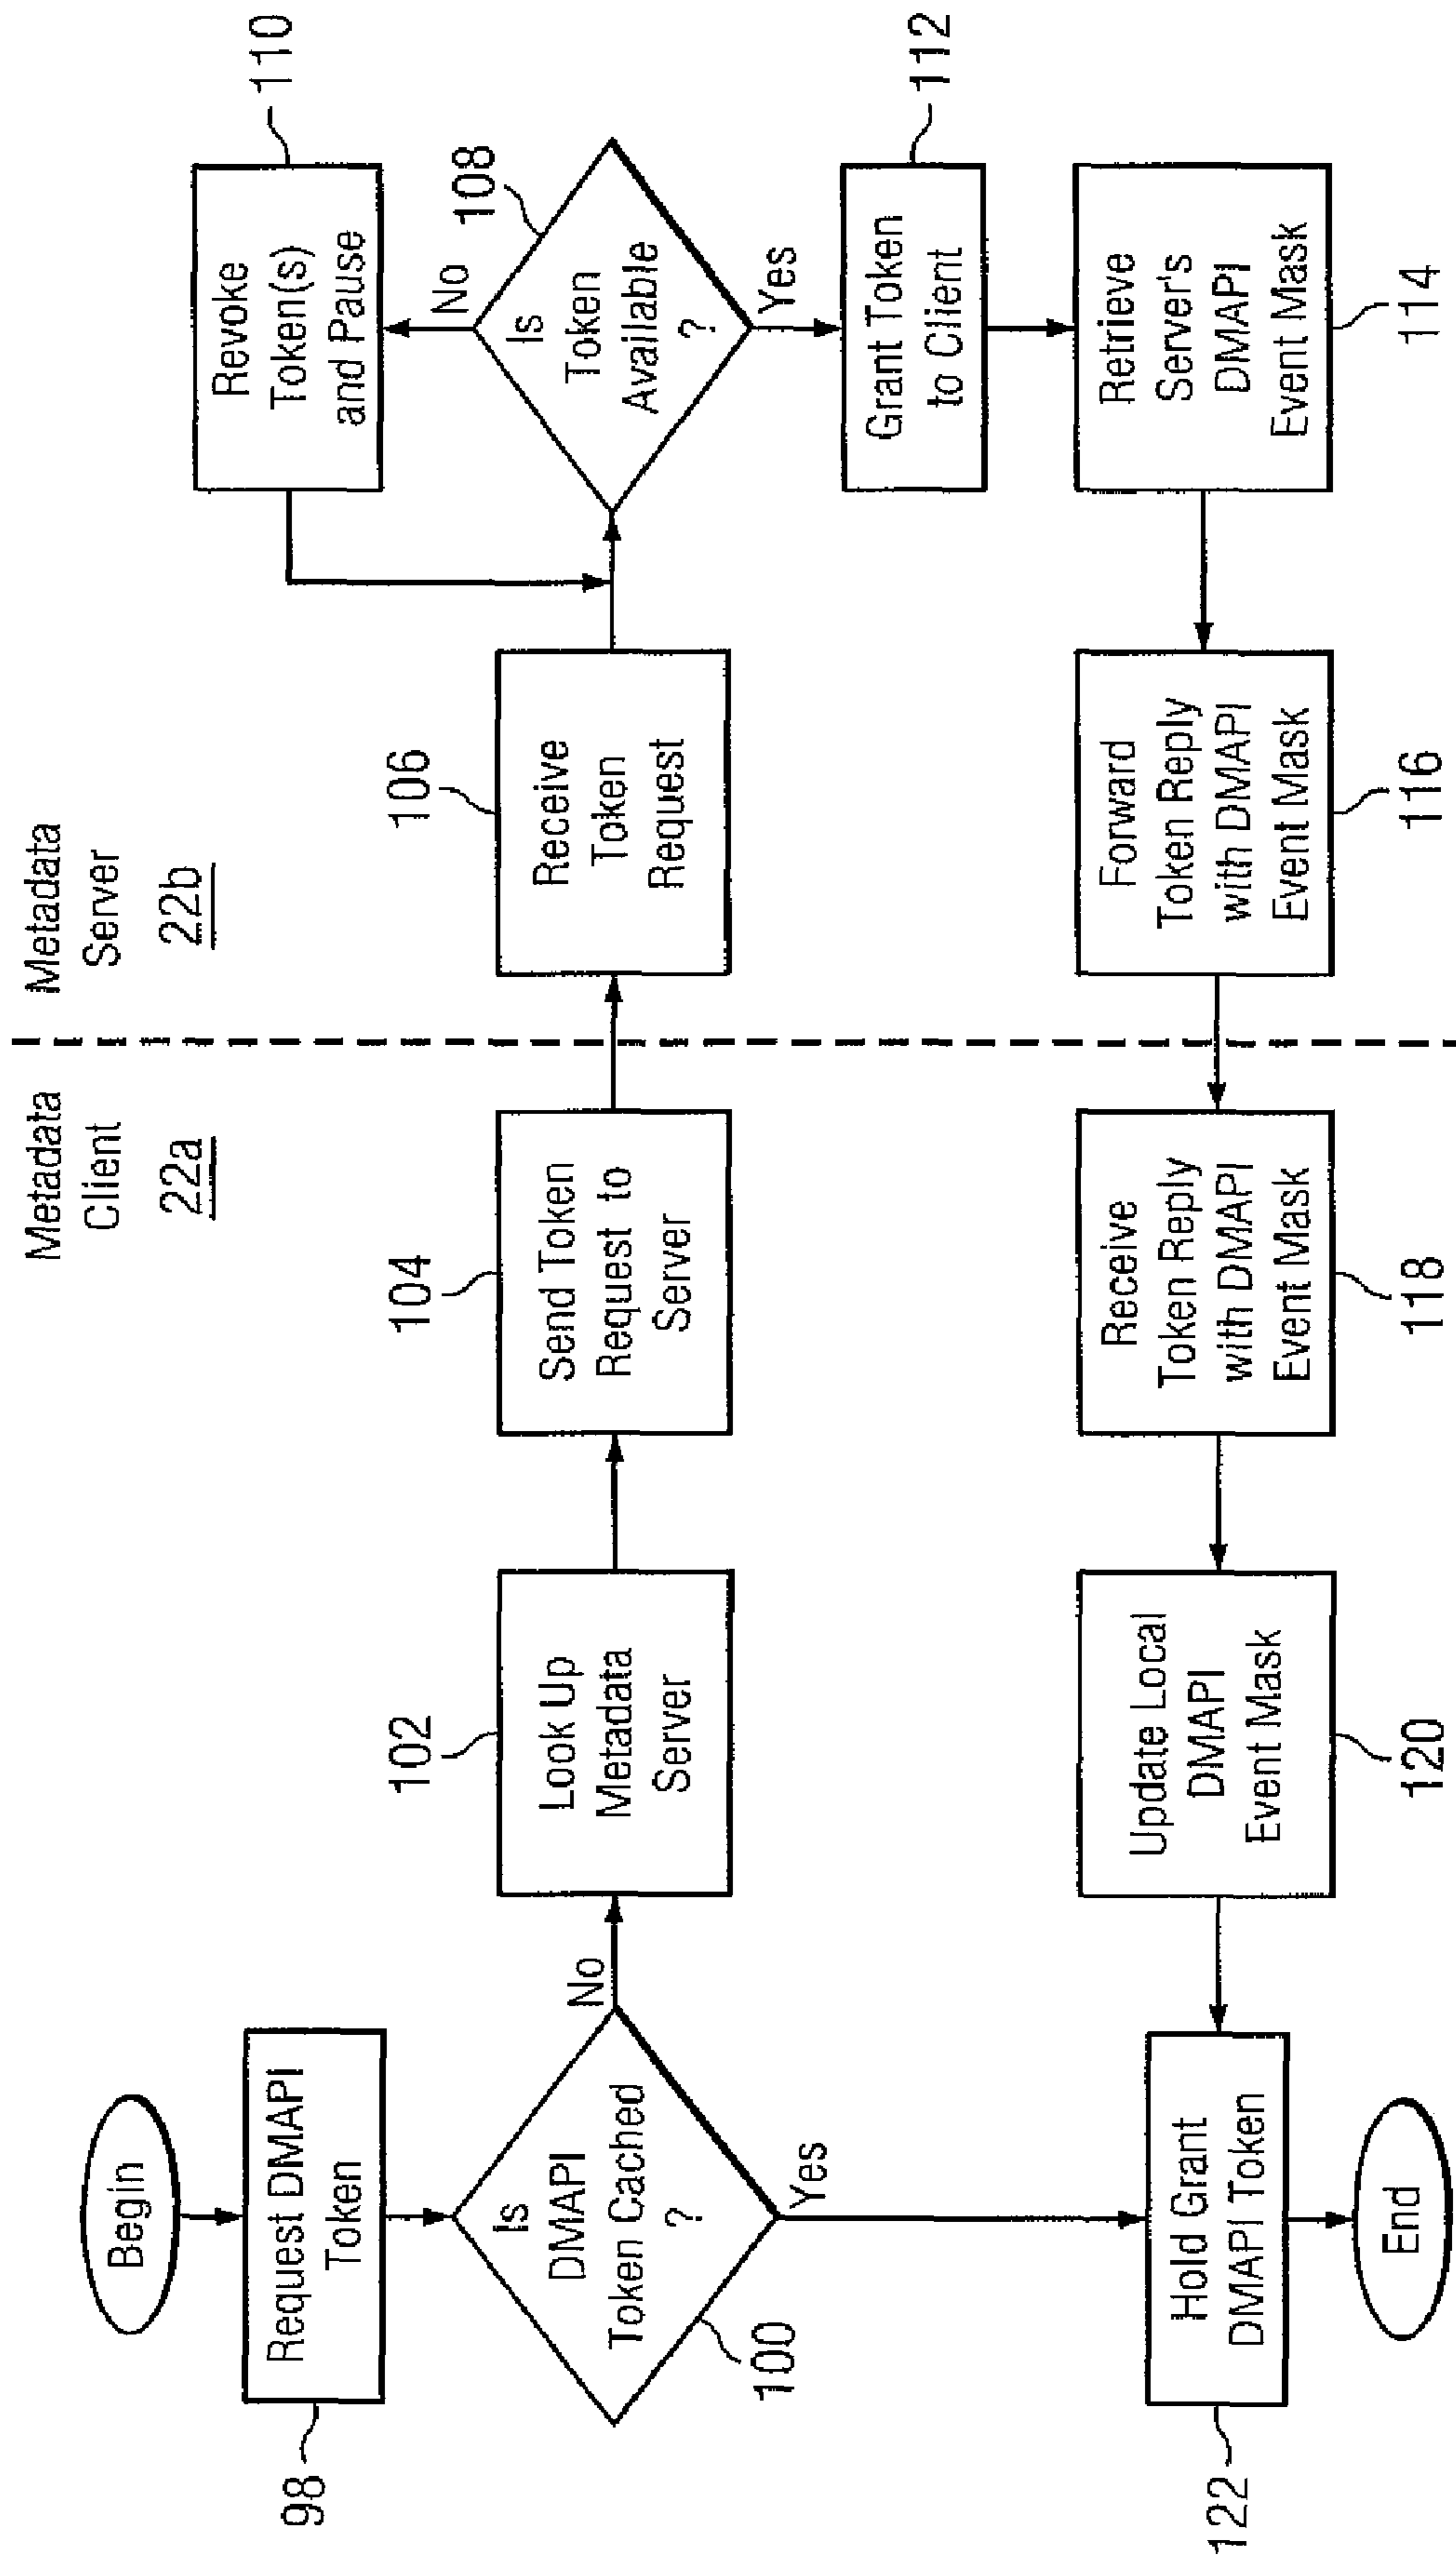 Metadata
Client
22a
Metadata
Server
22b
Begin
98
Request DMAPI
Token
Is
DMAPI
Token Cached
?
100
No
Yes
102
Look Up
Metadata
Server
104
Send Token
Request to
Server
106
Receive
Token
Request
108
Is
Token
Available
?
No
Yes
110
Revoke
Token(s)
and Pause
112
Grant Token
to Client
Retrieve
Server's
DMAPI
Event Mask
114
Forward
Token Reply
with DMAPI
Event Mask
116
Receive
Token Reply
with DMAPI
Event Mask
118
Update Local
DMAPI
Event Mask
120
Hold Grant
DMAPI Token
122
End